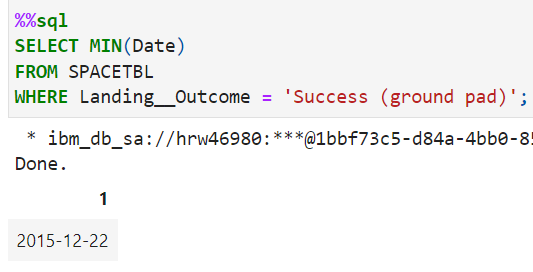 %%sql
SELECT MIN(Date)
FROM SPACETBL
WHERE Landing__Outcome = 'Success (ground pad)';
* ibm_db_sa://hrw46980:***@1bbf73c5-d84a-4bb0-85
Done.
1
2015-12-22